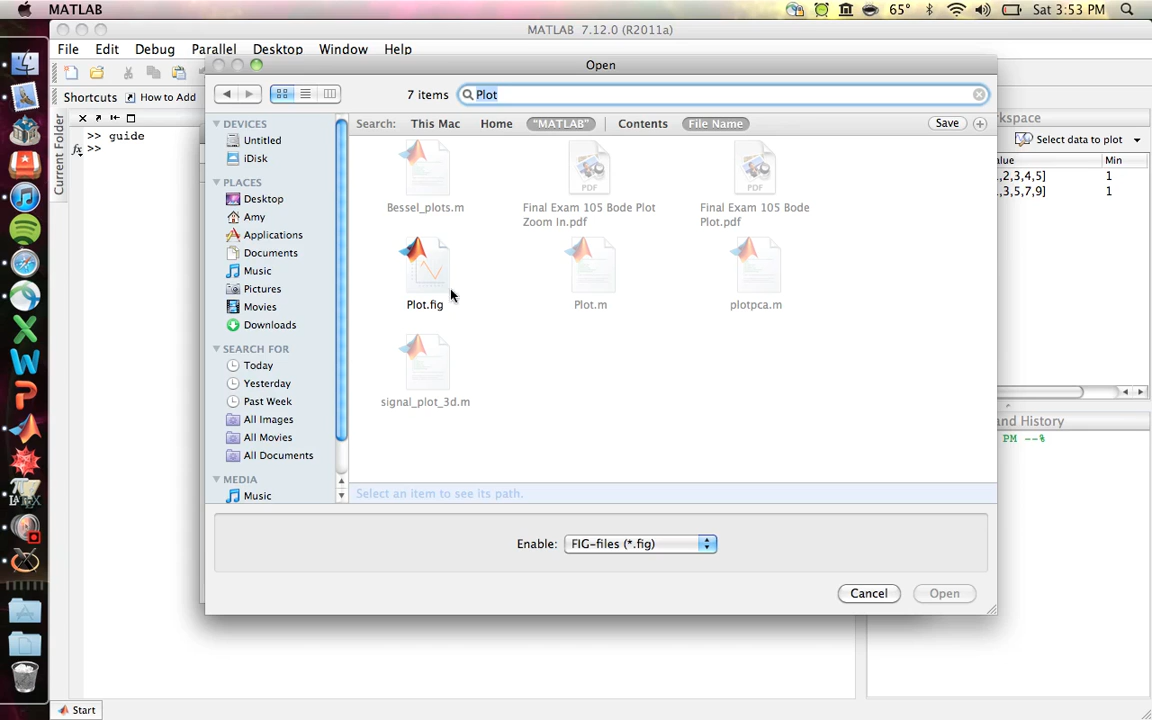 MATLAB
65°
Sat 3:53 PM
MATLAB 7.12.0 (R2011a)
File Edit Debug Parallel Desktop Window Help
Open
Shortcuts How to Add
7 items
Plot
Search: This Mac Home "MATLAB" Contents File Name Save
Select data to plot
Current Folder
>> guide
fx >>
DEVICES
Untitled
iDisk
PLACES
Desktop
Amy
Applications
Documents
Music
Pictures
Movies
Downloads
SEARCH FOR
Today
Yesterday
Past Week
All Images
All Movies
All Documents
MEDIA
Music
Bessel_plots.m
PDF
Final Exam 105 Bode Plot
Zoom In.pdf
PDF
Final Exam 105 Bode
Plot.pdf
Plot.fig
Plot.m
plotpca.m
signal_plot_3d.m
Select an item to see its path.
Enable: FIG-files (*.fig)
Cancel Open
kspace
alue Min
,2,3,4,5] 1
,3,5,7,9] 1
and History
PM --%
LATEX
Start